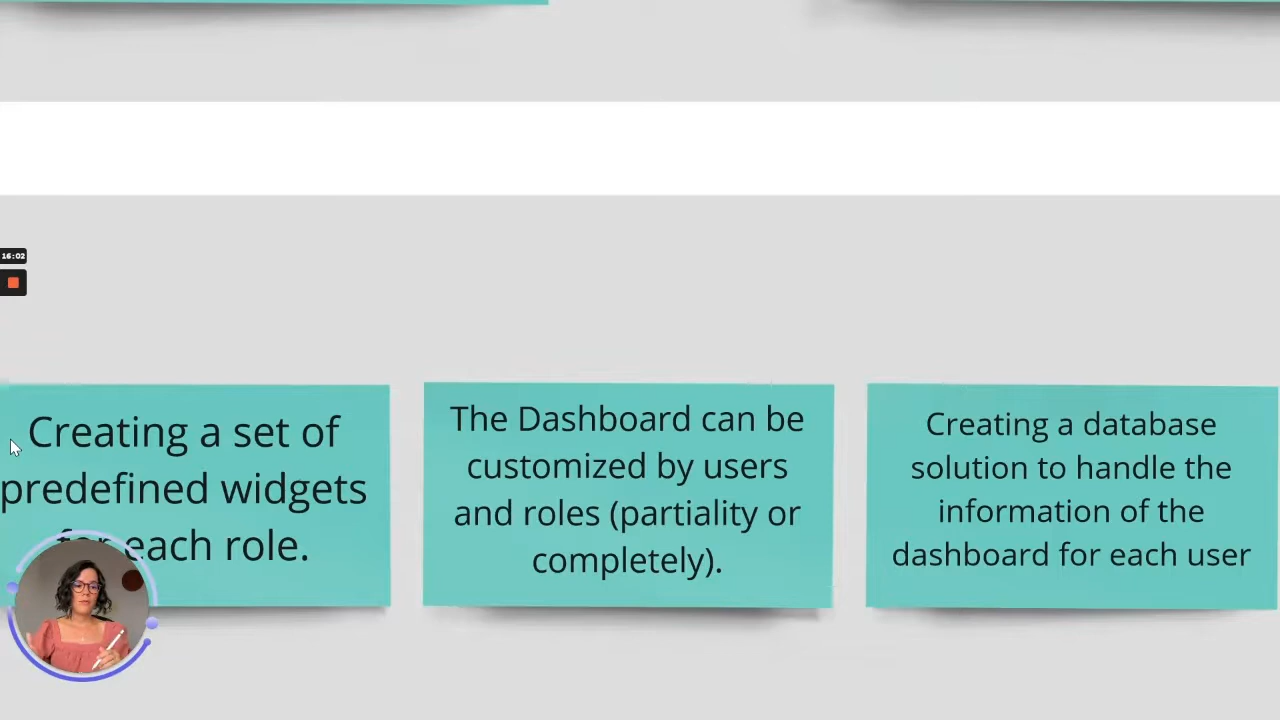 16:02
Creating a set of
predefined widgets
for each role.
The Dashboard can be
customized by users
and roles (partiality or
completely).
Creating a database
solution to handle the
information of the
dashboard for each user